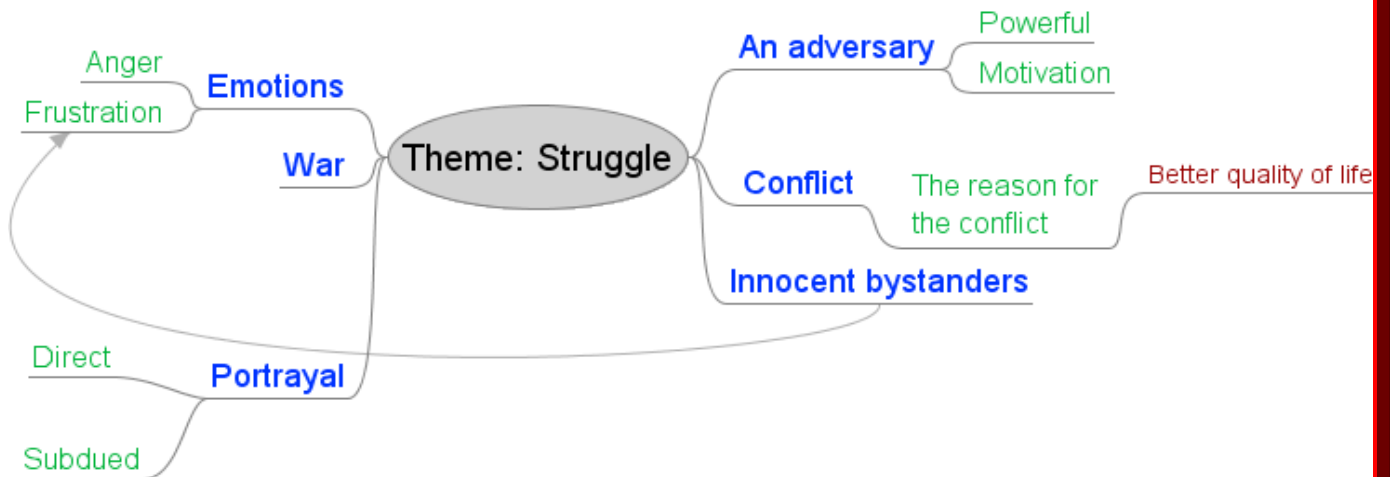 Theme: Struggle
Emotions
Anger
Frustration
War
Portrayal
Direct
Subdued
An adversary
Powerful
Motivation
Conflict
The reason for
the conflict
Better quality of life
Innocent bystanders